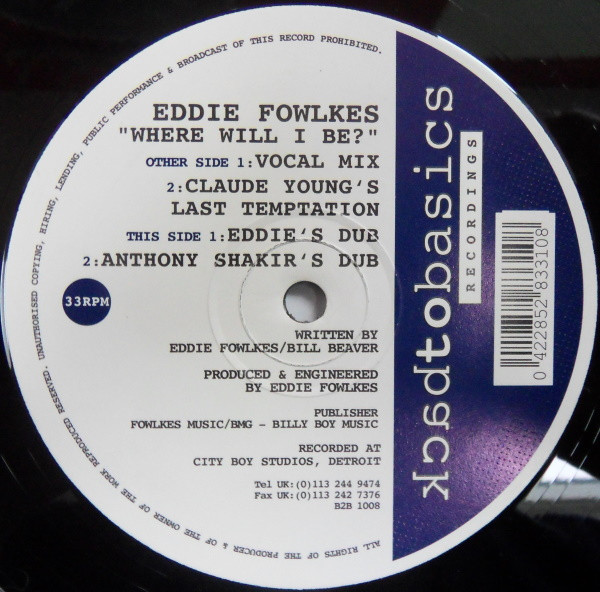 EDDIE FOWLKES
"WHERE WILL I BE?"
OTHER SIDE 1:VOCAL MIX
2:CLAUDE YOUNG'S
LAST TEMPTATION
THIS SIDE 1:EDDIE'S DUB
2:ANTHONY SHAKIR'S DUB
33RPM
WRITTEN BY
EDDIE FOWLKES/BILL BEAVER
PRODUCED & ENGINEERED
BY EDDIE FOWLKES
PUBLISHER
FOWLKES MUSIC/BMG - BILLY BOY MUSIC
RECORDED AT
CITY BOY STUDIOS, DETROIT
Tel UK:(0)113 244 9474
Fax UK:(0)113 242 7376
B2B 1008
backtobasics
RECORDINGS
0 422852 833108
ALL RIGHTS OF THE PRODUCER & OF THE OWNER OF THE WORK REPRODUCED RESERVED. UNAUTHORISED COPYING, HIRING, LENDING, PUBLIC PERFORMANCE & BROADCAST OF THIS RECORD PROHIBITED.